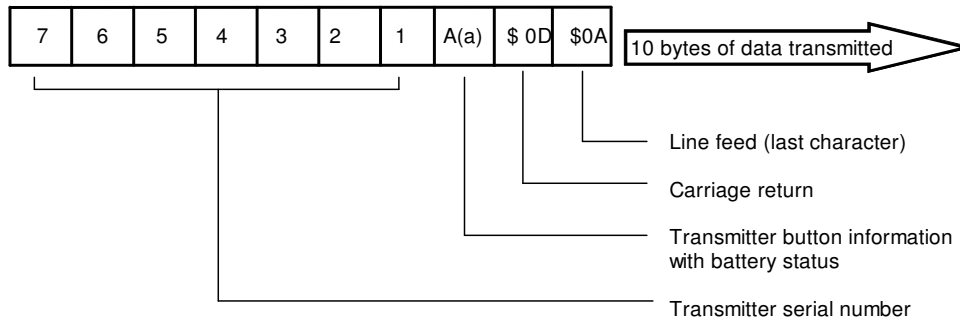 7 6 5 4 3 2 1 A(a) $ 0D $0A
10 bytes of data transmitted
Line feed (last character)
Carriage return
Transmitter button information
with battery status
Transmitter serial number